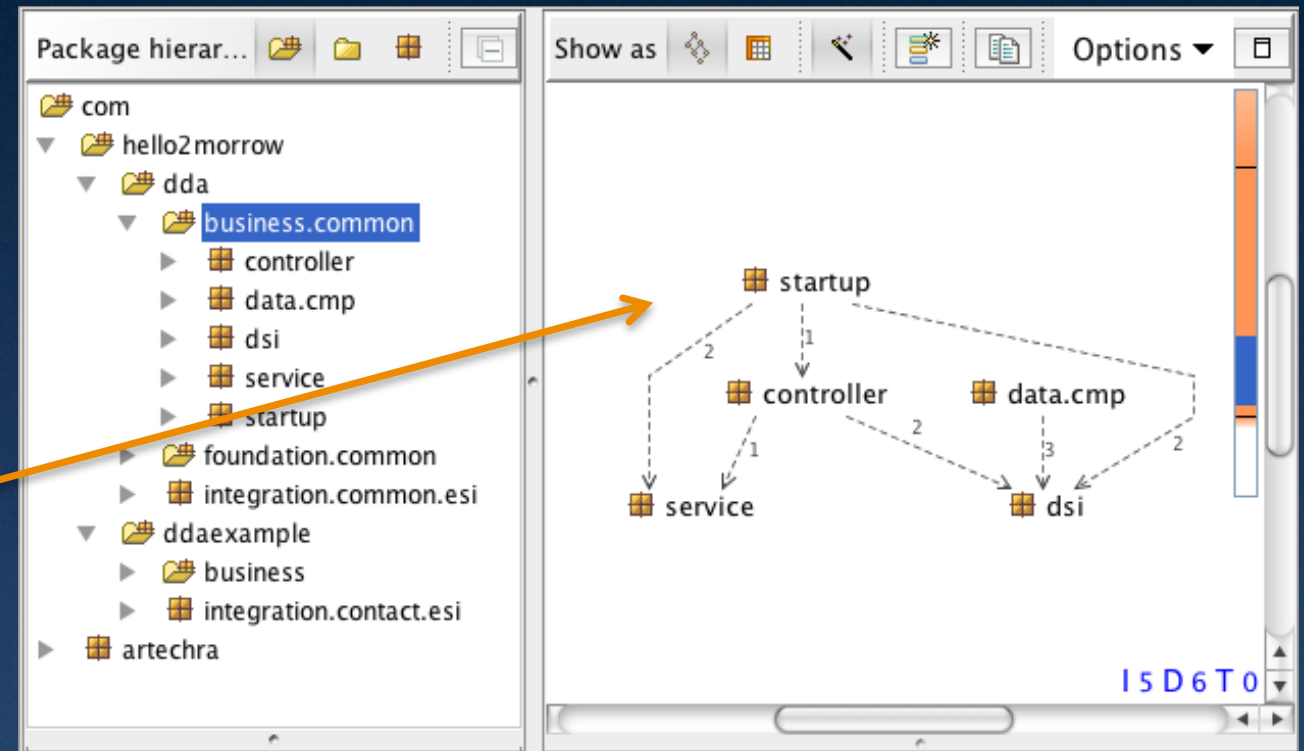 Package hierar...
com
hello2morrow
dda
business.common
controller
data.cmp
dsi
service
startup
foundation.common
integration.common.esi
ddaexample
business
integration.contact.esi
artechra
Show as
Options
startup
2
1
controller
data.cmp
2
1
3
2
service
dsi
I 5 D 6 T 0